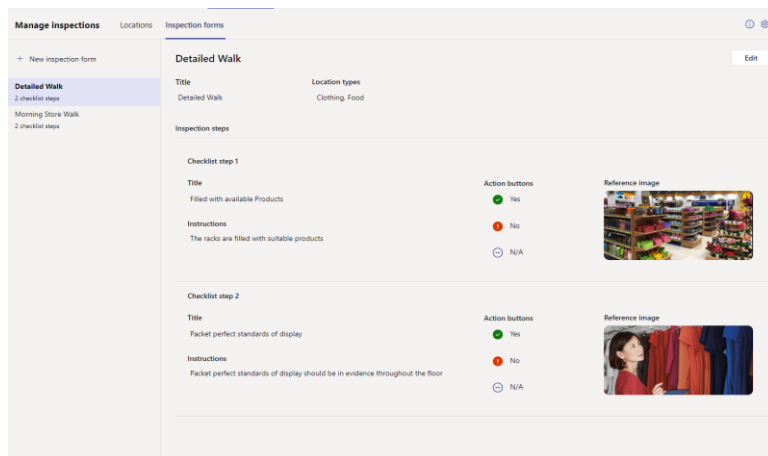 Manage inspections Locations Inspection forms
+ New inspection form
Detailed Walk
2 checklist steps
Morning Store Walk
2 checklist steps
Detailed Walk
Edit
Title Location types
Detailed Walk Clothing, Food
Inspection steps
Checklist step 1
Title Action buttons Reference image
Filled with available Products Yes
Instructions No
The racks are filled with suitable products
N/A
Checklist step 2
Title Action buttons Reference image
Packet perfect standards of display Yes
Instructions No
Packet perfect standards of display should be in evidence throughout the floor
N/A